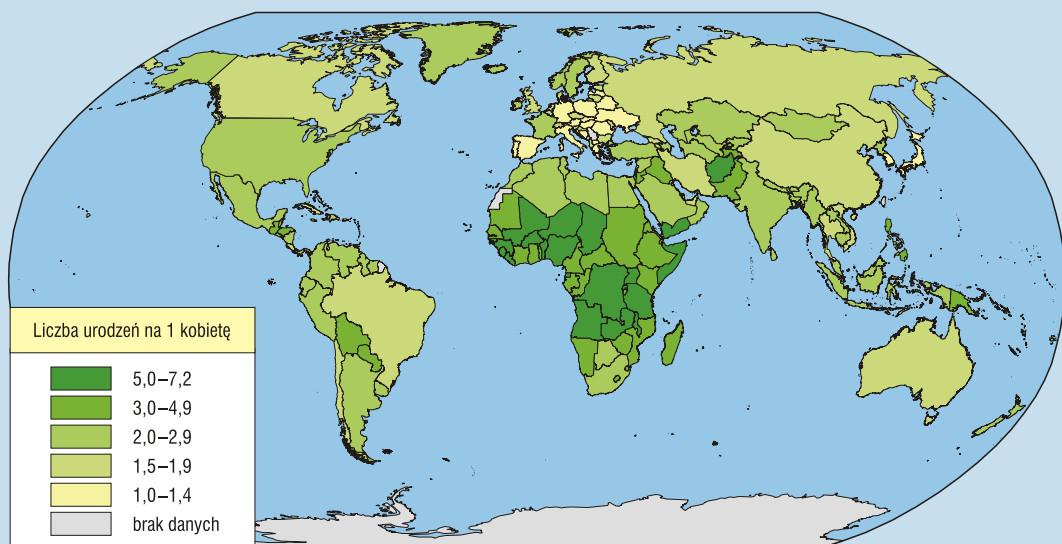 Liczba urodzeń na 1 kobietę
5,0–7,2
3,0–4,9
2,0–2,9
1,5–1,9
1,0–1,4
brak danych